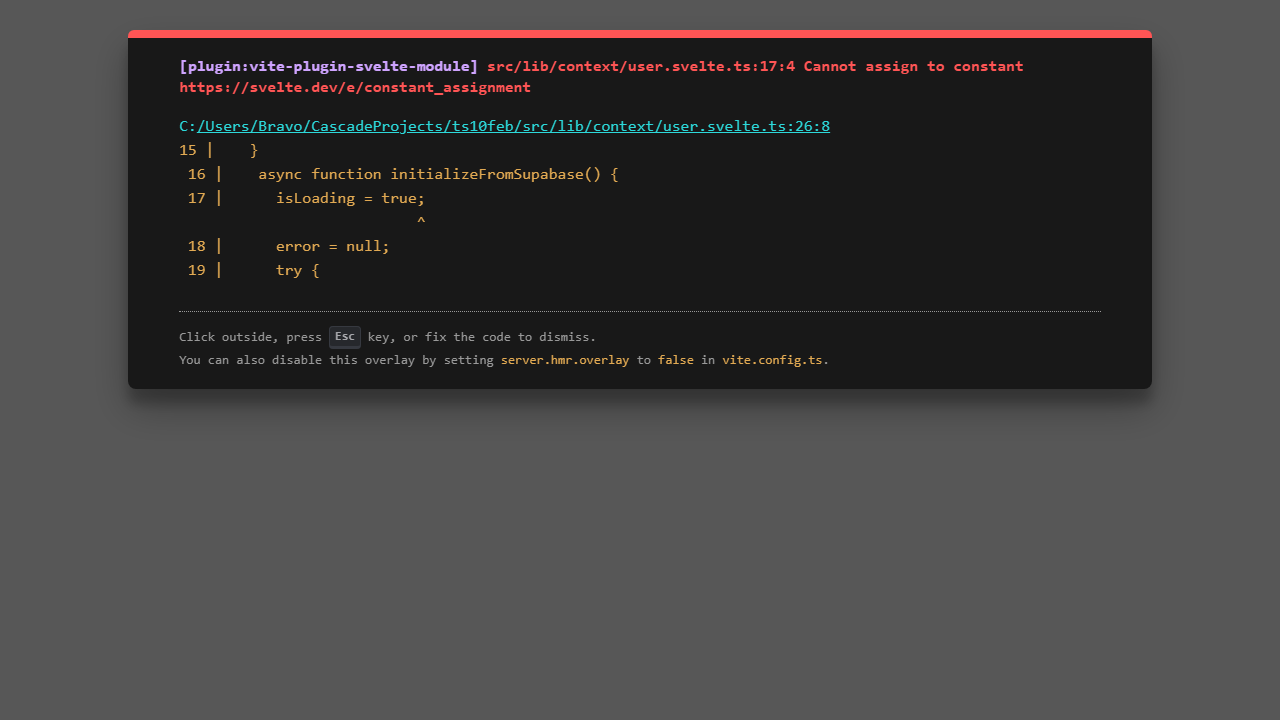 [plugin:vite-plugin-svelte-module] src/lib/context/user.svelte.ts:17:4 Cannot assign to constant
https://svelte.dev/e/constant_assignment
C:/Users/Bravo/CascadeProjects/ts10feb/src/lib/context/user.svelte.ts:26:8
15 |    }
 16 |    async function initializeFromSupabase() {
 17 |      isLoading = true;
                           ^
 18 |      error = null;
 19 |      try {
Click outside, press Esc key, or fix the code to dismiss.
You can also disable this overlay by setting server.hmr.overlay to false in vite.config.ts.